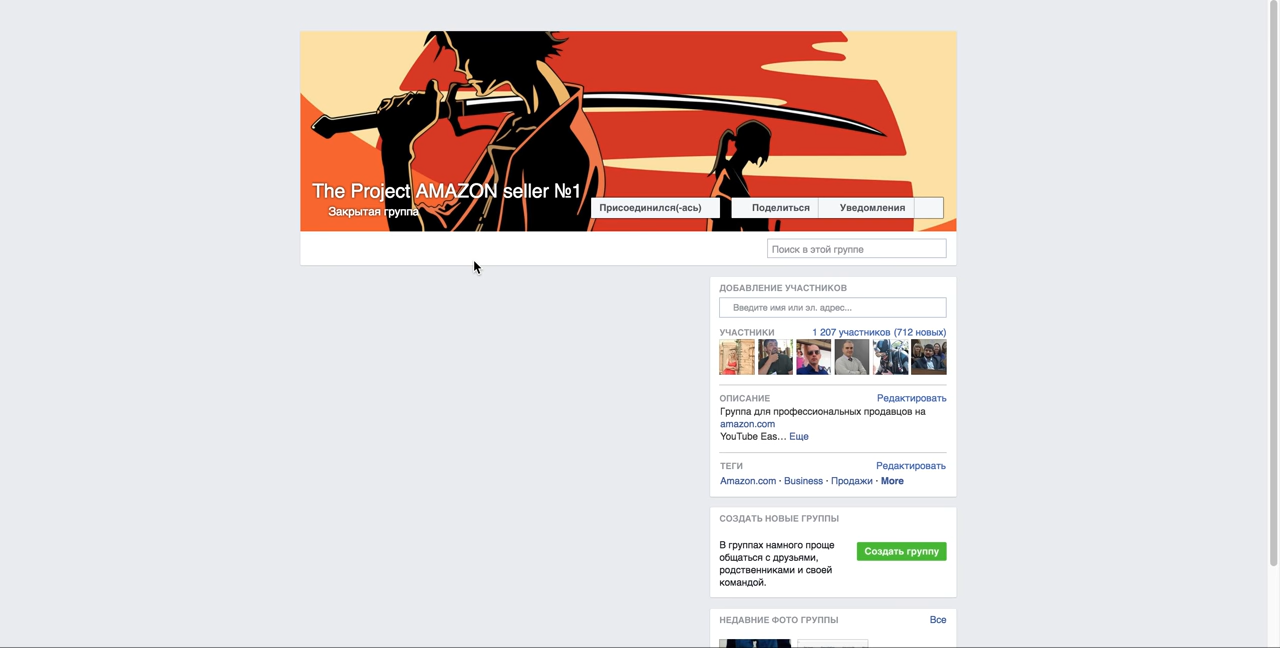 The Project AMAZON seller №1
Закрытая группа
Присоединился(-ась)
Поделиться
Уведомления
Поиск в этой группе
ДОБАВЛЕНИЕ УЧАСТНИКОВ
Введите имя или эл. адрес...
УЧАСТНИКИ 1 207 участников (712 новых)
ОПИСАНИЕ Редактировать
Группа для профессиональных продавцов на
amazon.com
YouTube Eas... Еще
ТЕГИ Редактировать
Amazon.com · Business · Продажи · More
СОЗДАТЬ НОВЫЕ ГРУППЫ
В группах намного проще
общаться с друзьями,
родственниками и своей
командой.
Создать группу
НЕДАВНИЕ ФОТО ГРУППЫ Все